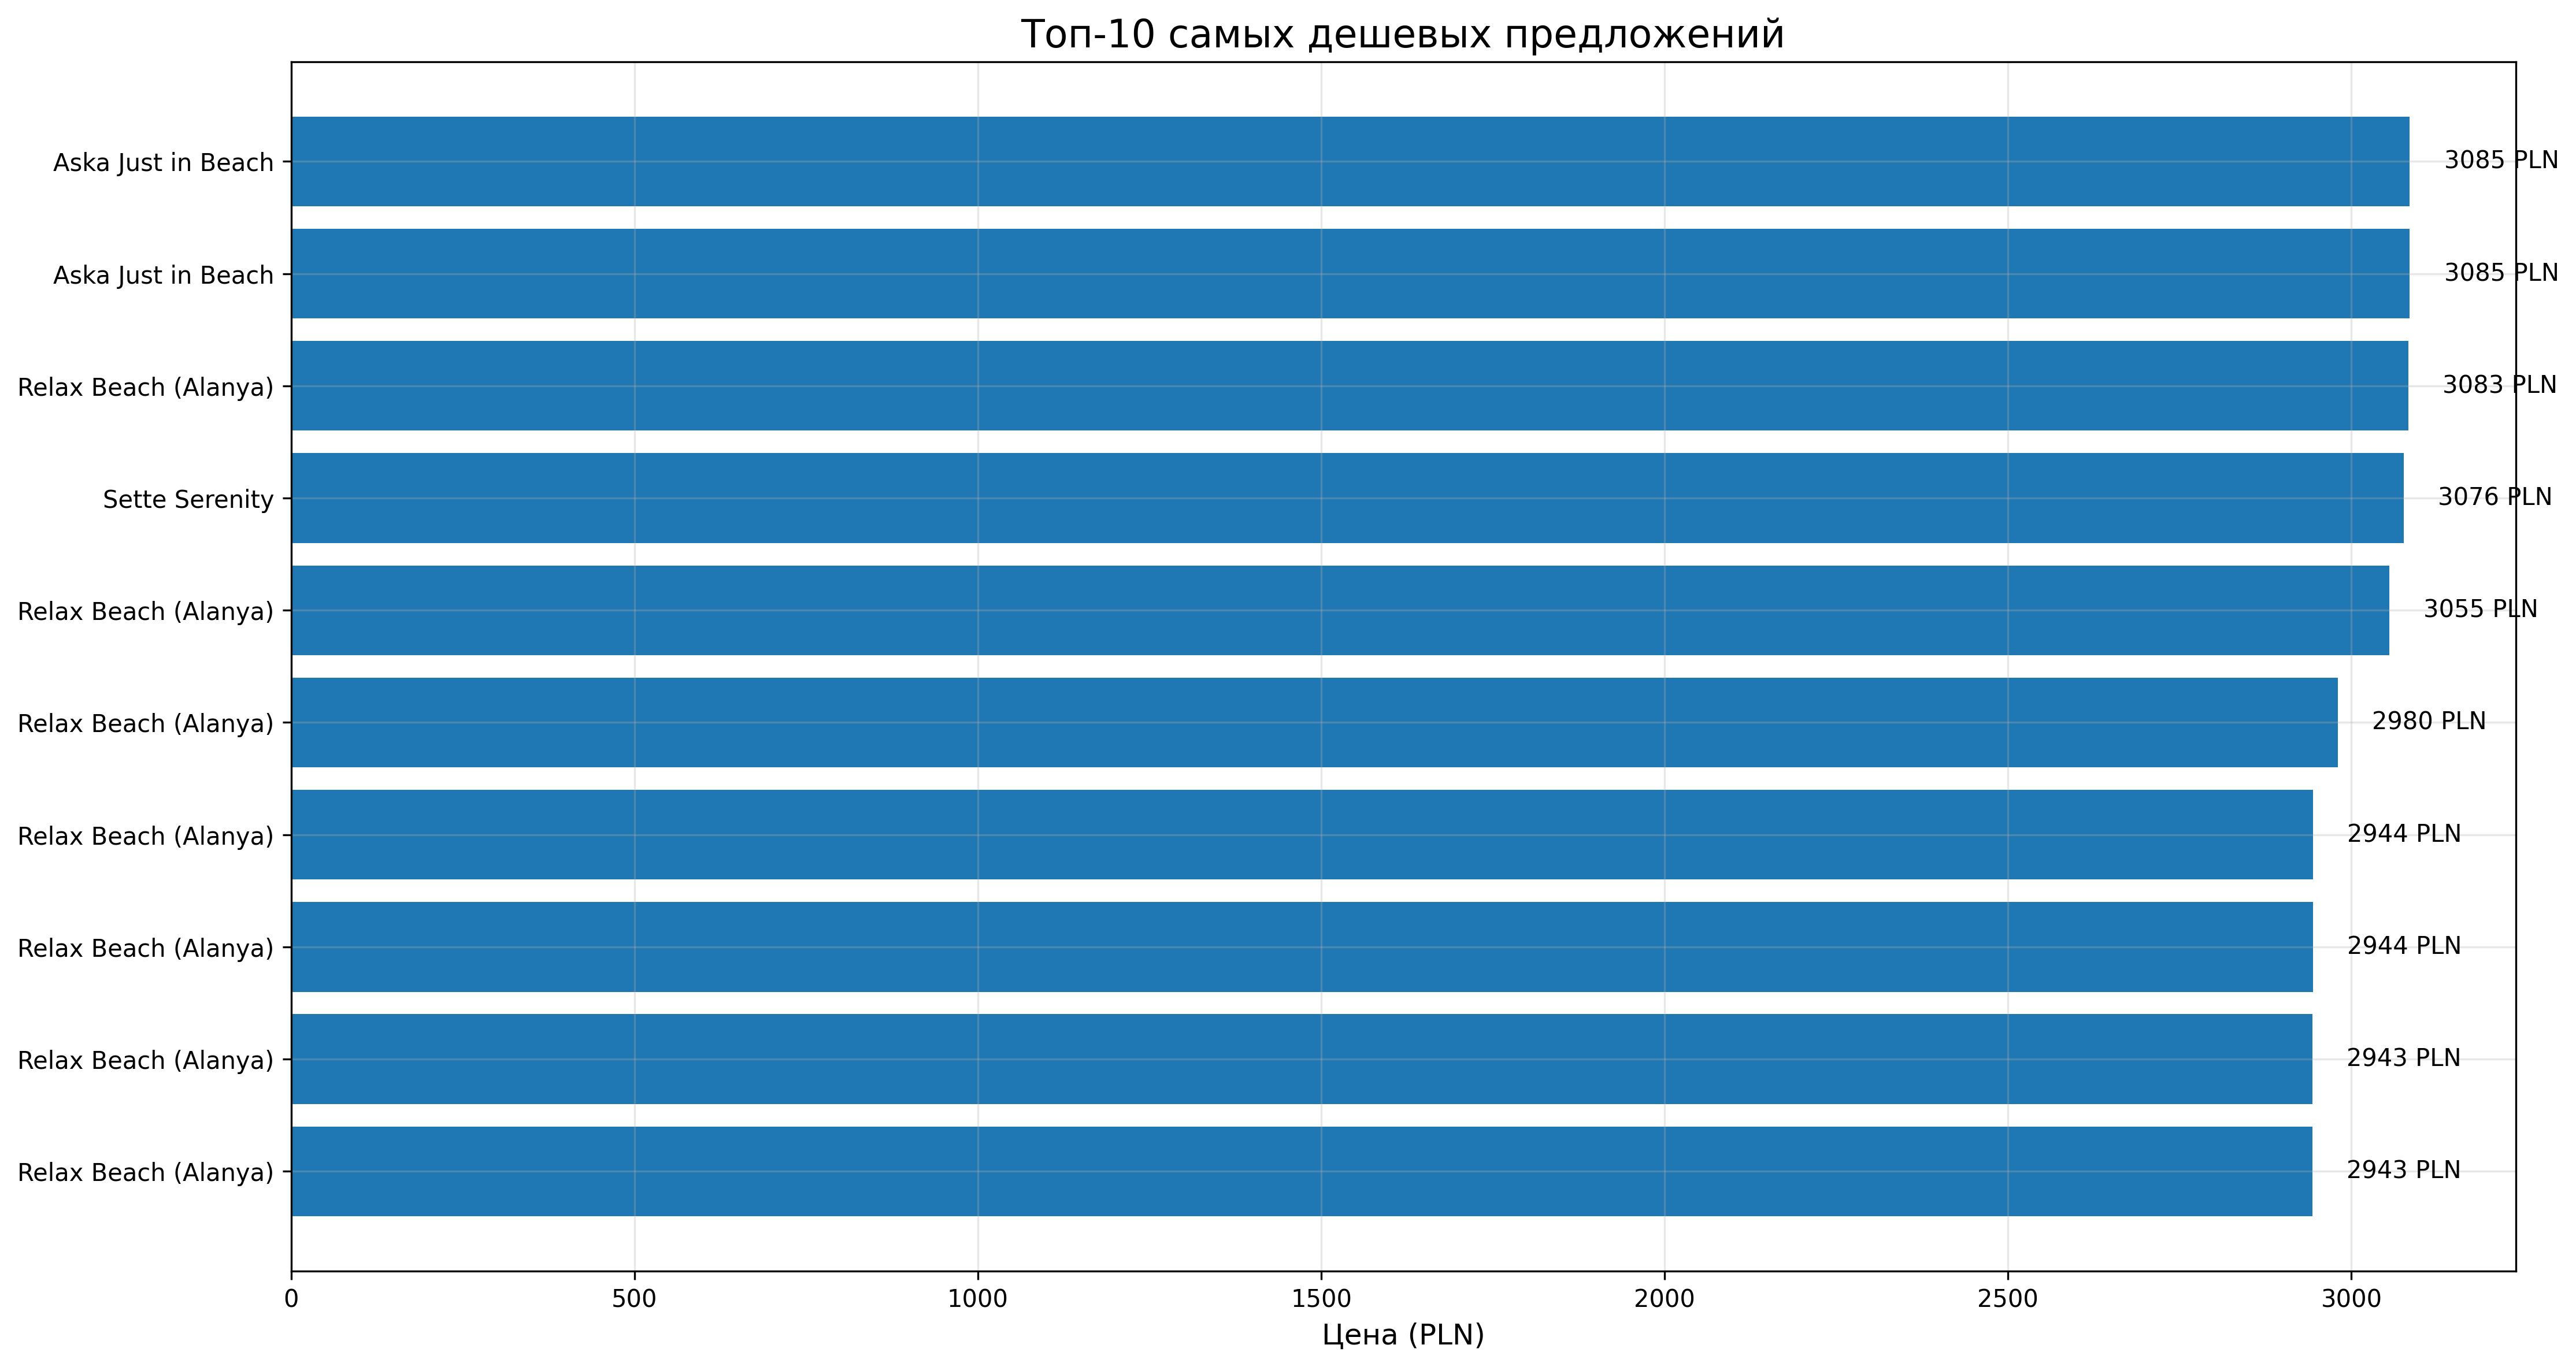 Топ-10 самых дешевых предложений
Aska Just in Beach 3085 PLN
Aska Just in Beach 3085 PLN
Relax Beach (Alanya) 3083 PLN
Sette Serenity 3076 PLN
Relax Beach (Alanya) 3055 PLN
Relax Beach (Alanya) 2980 PLN
Relax Beach (Alanya) 2944 PLN
Relax Beach (Alanya) 2944 PLN
Relax Beach (Alanya) 2943 PLN
Relax Beach (Alanya) 2943 PLN
0 500 1000 1500 2000 2500 3000
Цена (PLN)